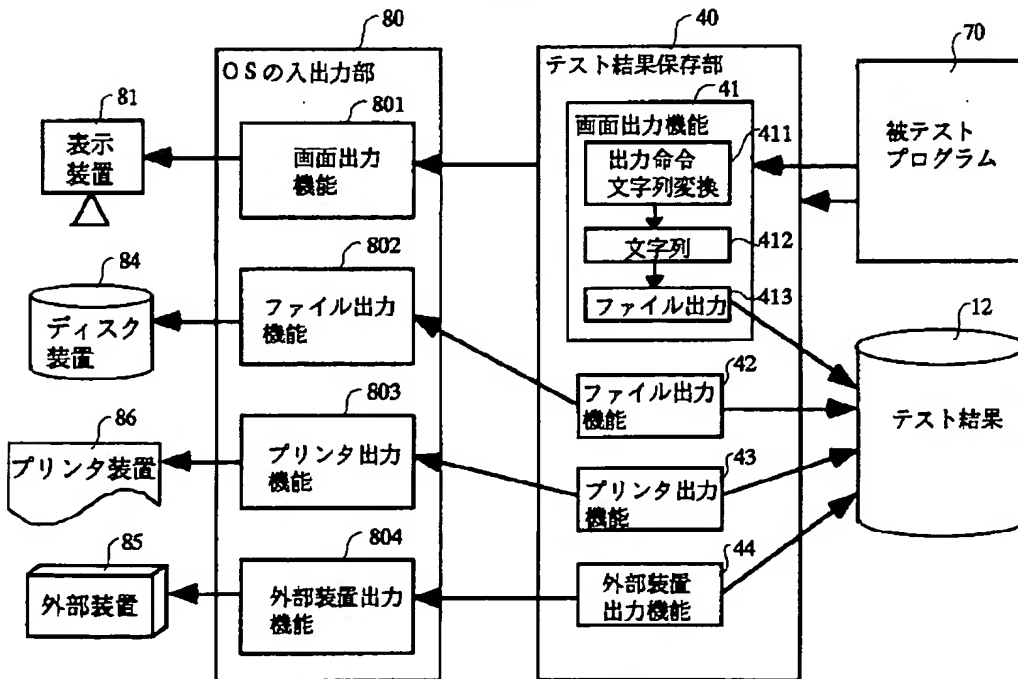 80
OSの入出力部
81
表示
装置
801
画面出力
機能
802
ファイル出力
機能
84
ディスク
装置
803
プリンタ出力
機能
86
プリンタ装置
804
外部装置出力
機能
85
外部装置
40
テスト結果保存部
41
画面出力機能
411
出力命令
文字列変換
412
文字列
413
ファイル出力
42
ファイル出力
機能
43
プリンタ出力
機能
44
外部装置
出力機能
70
被テスト
プログラム
12
テスト結果